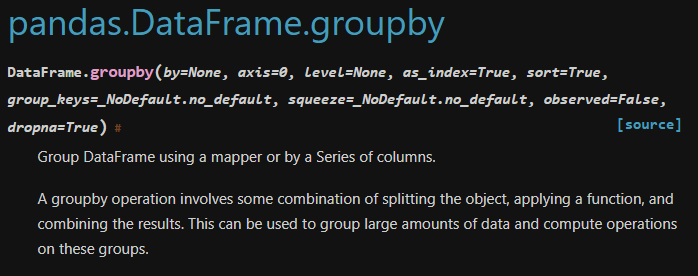 pandas.DataFrame.groupby
DataFrame.groupby(by=None, axis=0, level=None, as_index=True, sort=True,
group_keys=_NoDefault.no_default, squeeze=_NoDefault.no_default, observed=False,
dropna=True) # [source]
Group DataFrame using a mapper or by a Series of columns.
A groupby operation involves some combination of splitting the object, applying a function, and
combining the results. This can be used to group large amounts of data and compute operations
on these groups.